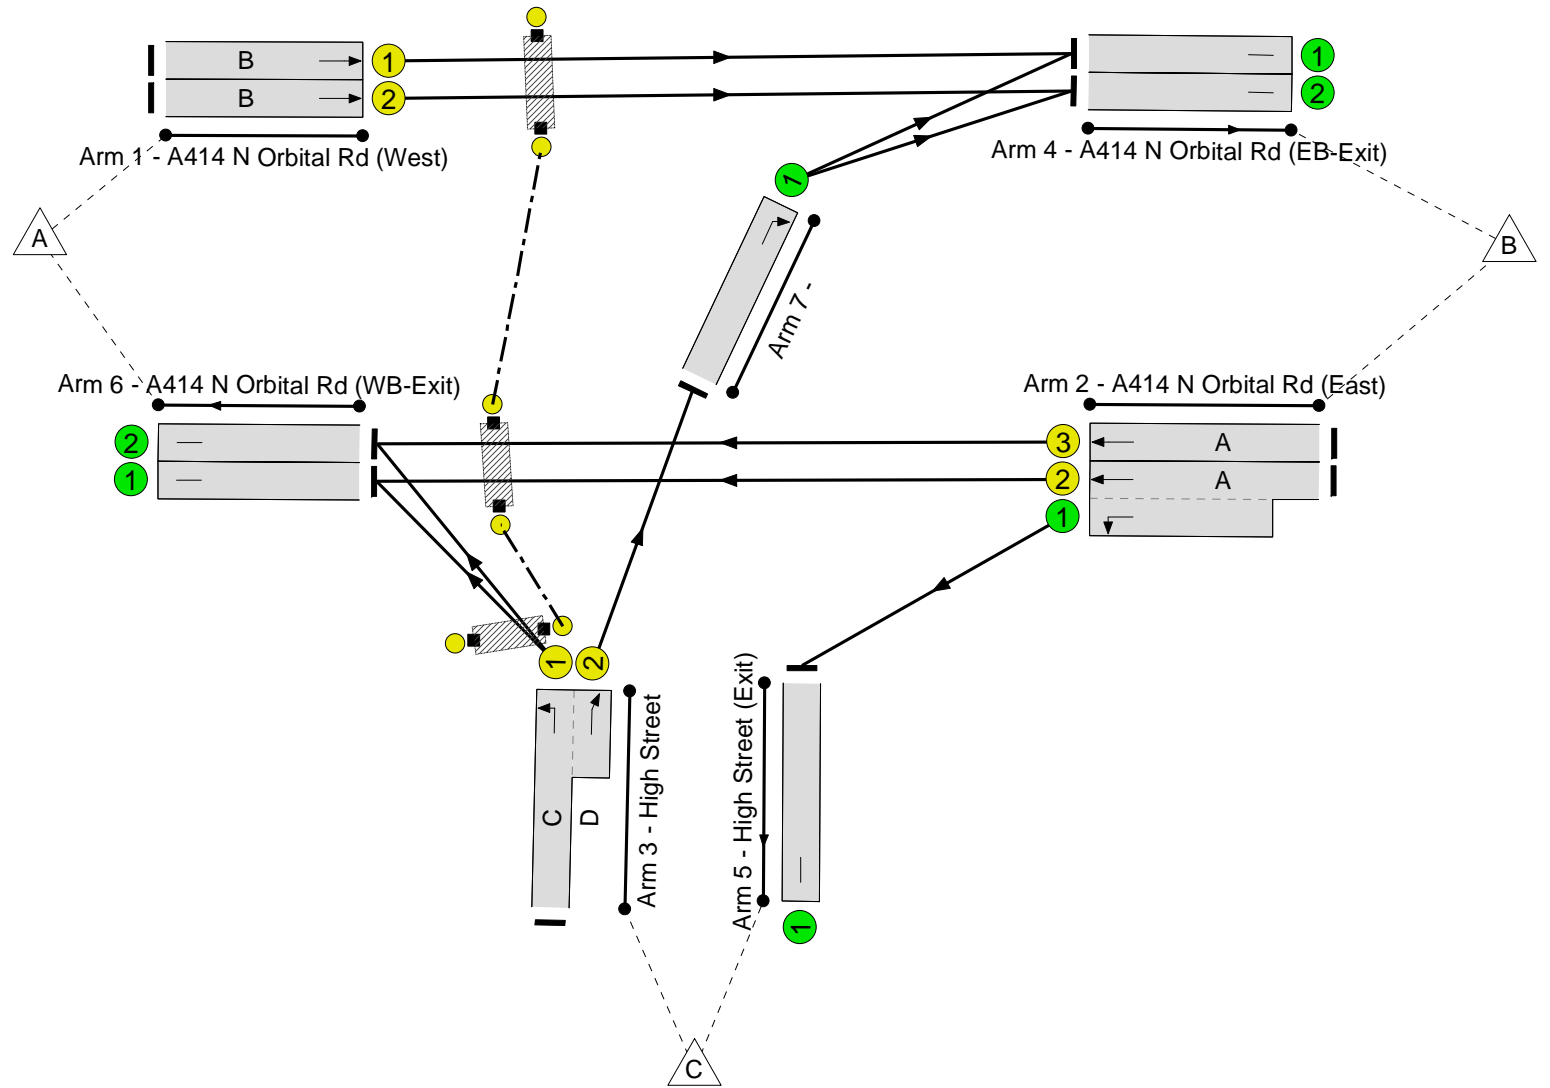 B
1
1
B
2
2
Arm 1 - A414 N Orbital Rd (West)
Arm 4 - A414 N Orbital Rd (EB-Exit)
1
A
B
Arm 7 -
Arm 6 - A414 N Orbital Rd (WB-Exit)
Arm 2 - A414 N Orbital Rd (East)
2
3
A
1
2
A
1
1
2
C
D
Arm 3 - High Street
Arm 5 - High Street (Exit)
1
C